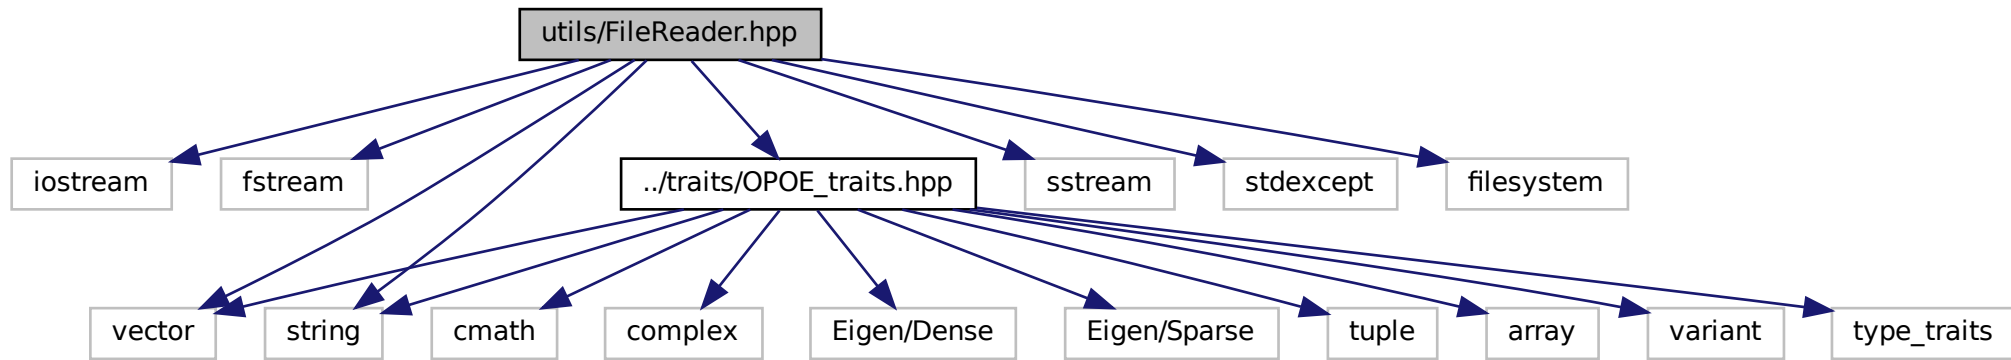 utils/FileReader.hpp
iostream
fstream
../traits/OPOE_traits.hpp
sstream
stdexcept
filesystem
vector
string
cmath
complex
Eigen/Dense
Eigen/Sparse
tuple
array
variant
type_traits